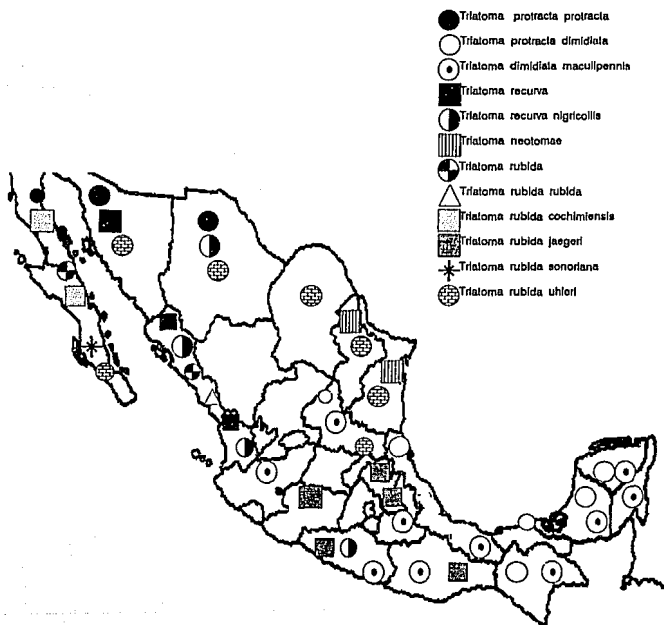 Triatoma protracta protracta
Triatoma protracta dimidiata
Triatoma dimidiata maculipennis
Triatoma recurva
Triatoma recurva nigricollis
Triatoma neotomae
Triatoma rubida
Triatoma rubida rubida
Triatoma rubida cochimiensis
Triatoma rubida jaegeri
Triatoma rubida sonoriana
Triatoma rubida uhleri